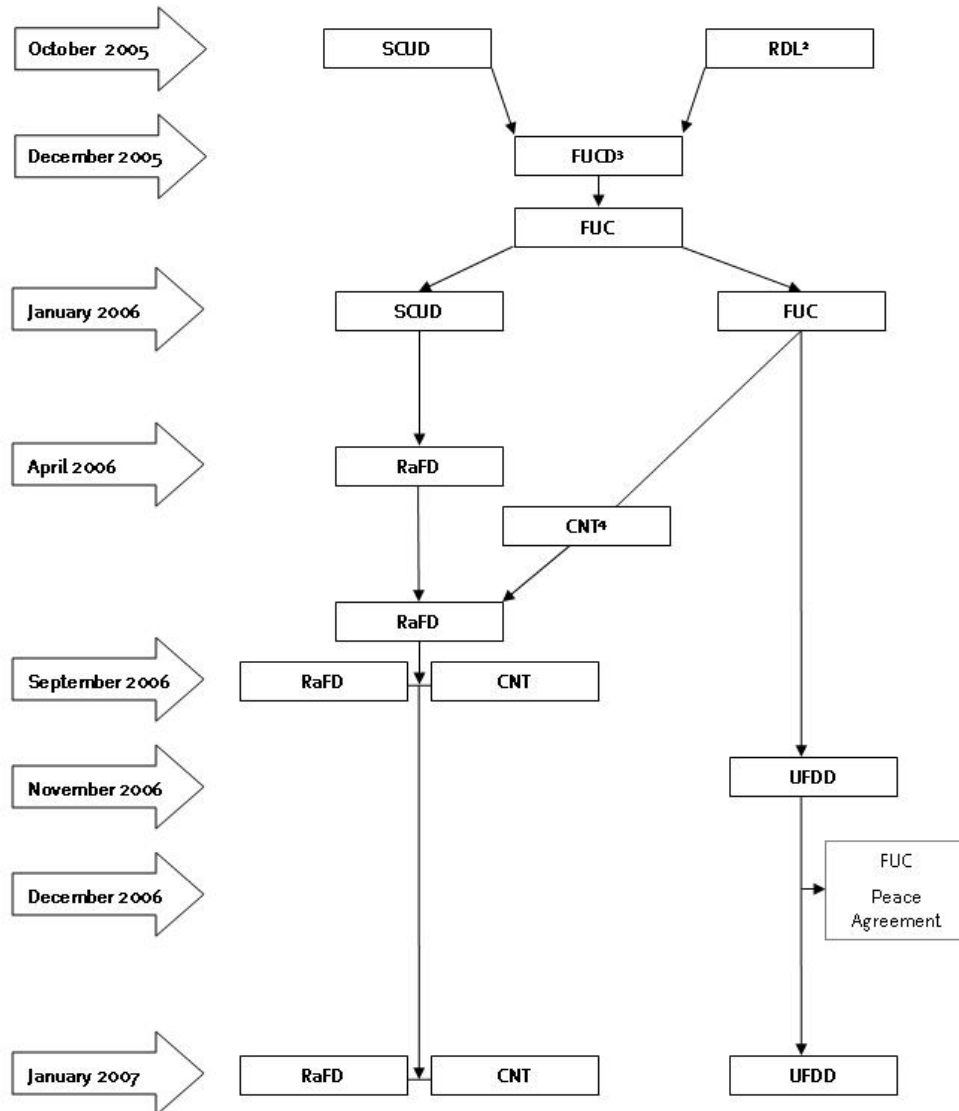 October 2005
SCUD
RDL²
December 2005
FUCD³
FUC
January 2006
SCUD
FUC
April 2006
RaFD
CNT⁴
RaFD
September 2006
RaFD
CNT
November 2006
UFDD
December 2006
FUC
Peace
Agreement
January 2007
RaFD
CNT
UFDD